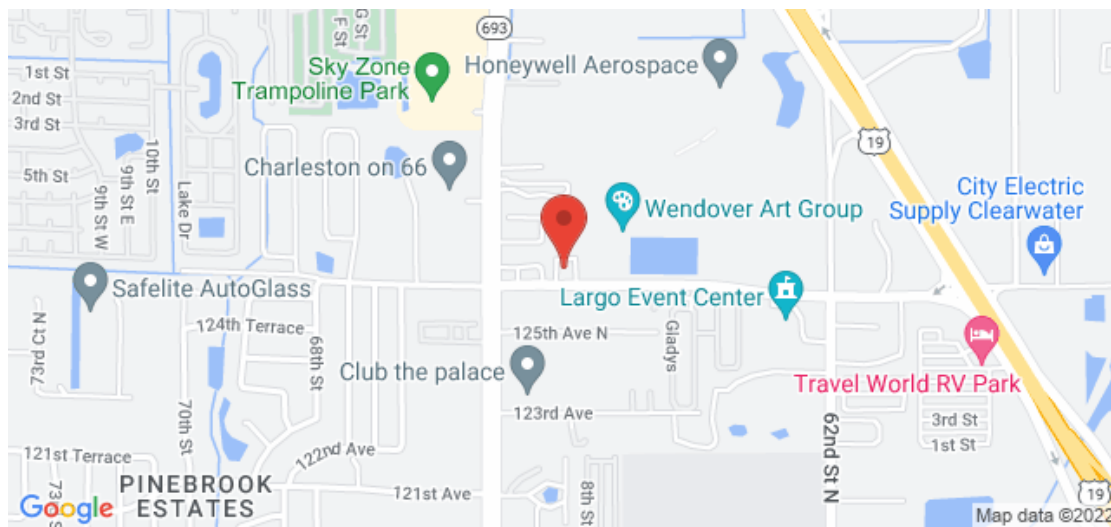 693
G St
F St
1st St
2nd St
3rd St
5th St
10th St
9th St E
9th St W
Lake Dr
Sky Zone
Trampoline Park
Honeywell Aerospace
19
Charleston on 66
Wendover Art Group
City Electric
Supply Clearwater
Safelite AutoGlass
Largo Event Center
73rd Ct N
124th Terrace
68th St
70th St
125th Ave N
Gladys
Club the palace
123rd Ave
Travel World RV Park
62nd St N
3rd St
1st St
122nd Ave
121st Terrace
121st Ave
8th St
PINEBROOK
ESTATES
19
Google
Map data ©2022